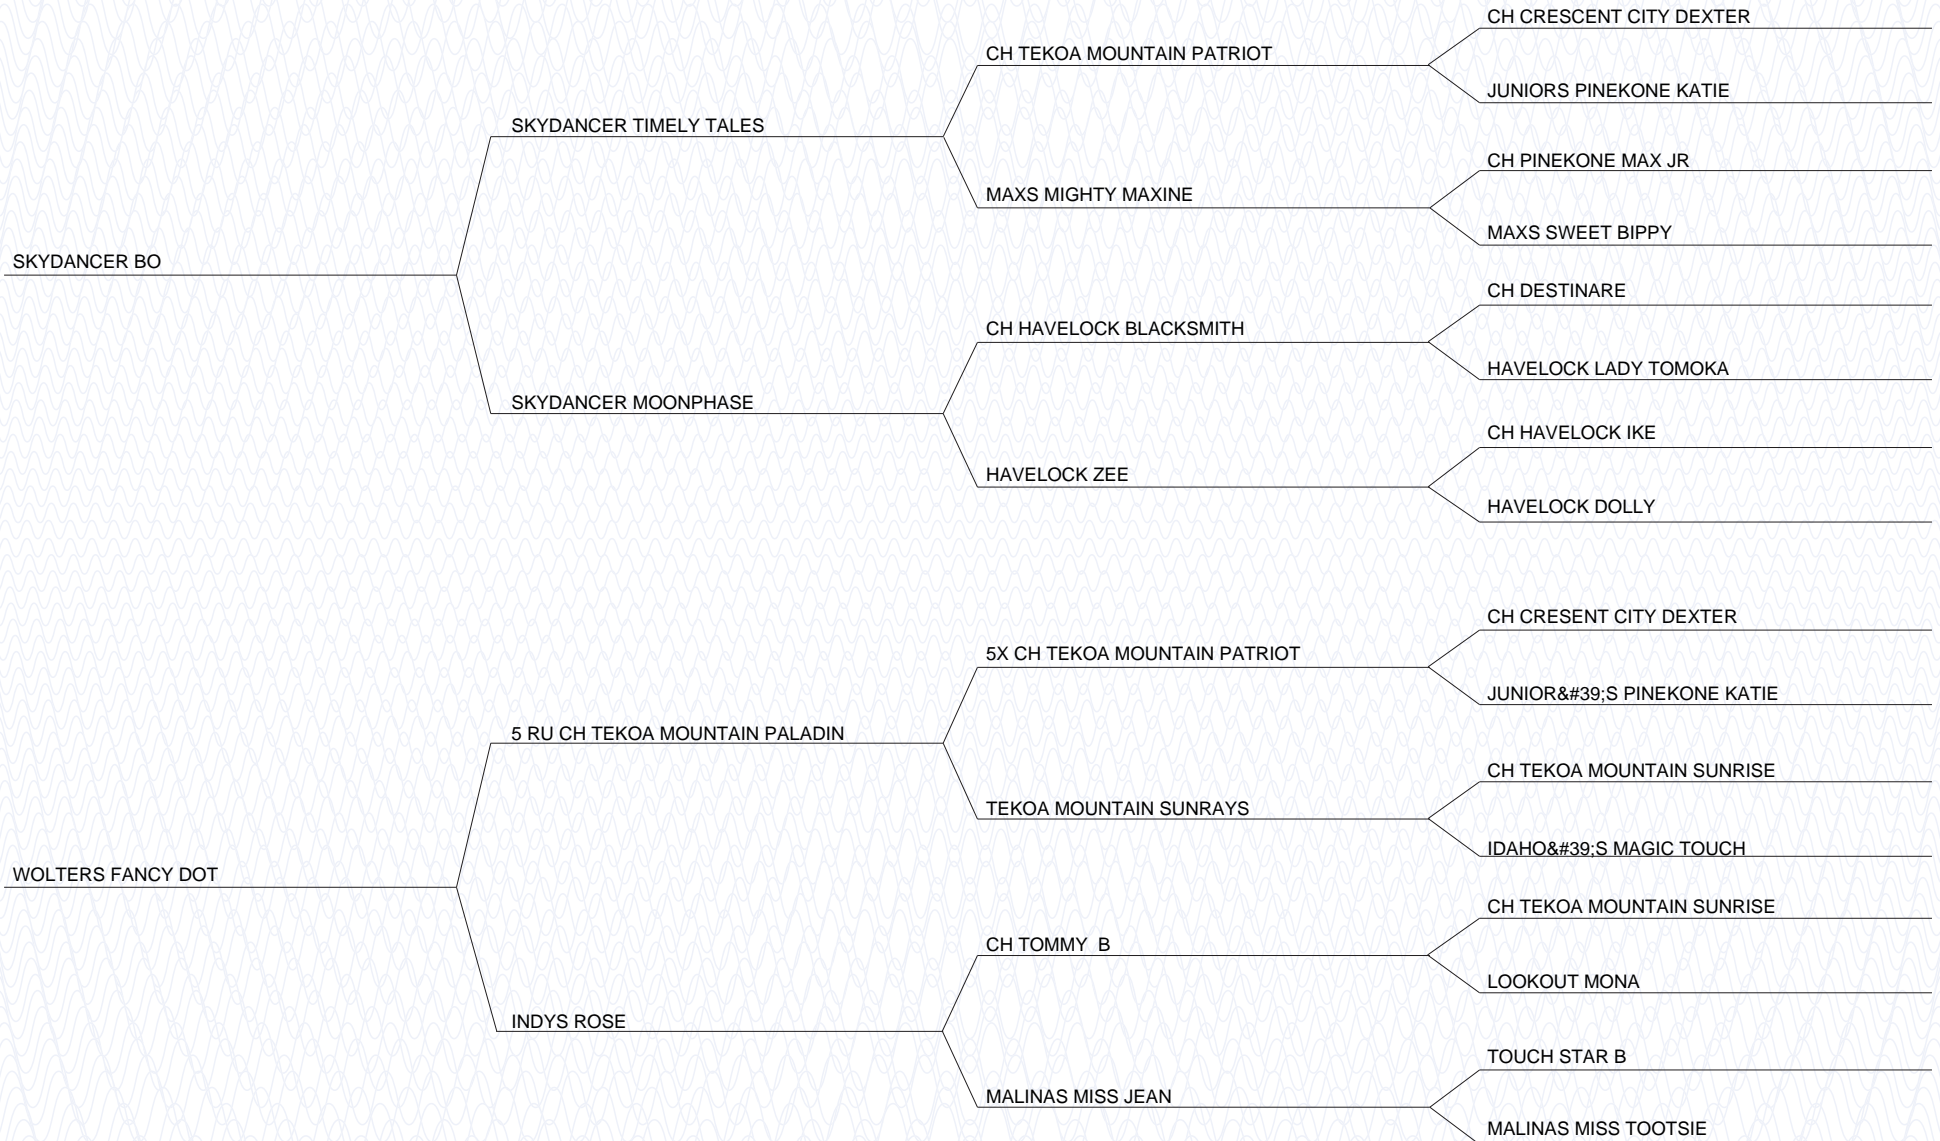 CH CRESCENT CITY DEXTER
CH TEKOA MOUNTAIN PATRIOT
JUNIORS PINEKONE KATIE
SKYDANCER TIMELY TALES
CH PINEKONE MAX JR
MAXS MIGHTY MAXINE
MAXS SWEET BIPPY
SKYDANCER BO
CH DESTINARE
CH HAVELOCK BLACKSMITH
HAVELOCK LADY TOMOKA
SKYDANCER MOONPHASE
CH HAVELOCK IKE
HAVELOCK ZEE
HAVELOCK DOLLY
CH CRESENT CITY DEXTER
5X CH TEKOA MOUNTAIN PATRIOT
JUNIOR&#39;S PINEKONE KATIE
5 RU CH TEKOA MOUNTAIN PALADIN
CH TEKOA MOUNTAIN SUNRISE
TEKOA MOUNTAIN SUNRAYS
IDAHO&#39;S MAGIC TOUCH
WOLTERS FANCY DOT
CH TEKOA MOUNTAIN SUNRISE
CH TOMMY  B
LOOKOUT MONA
INDYS ROSE
TOUCH STAR B
MALINAS MISS JEAN
MALINAS MISS TOOTSIE